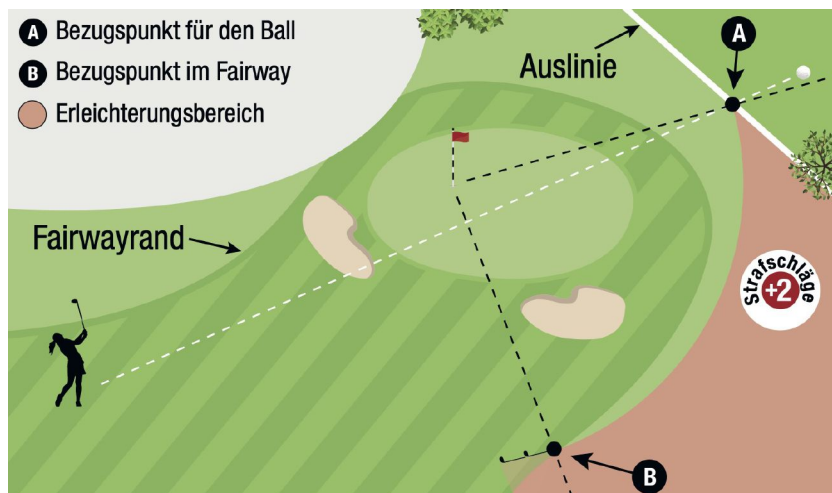 A Bezugspunkt für den Ball
B Bezugspunkt im Fairway
Erleichterungsbereich
Auslinie
A
Fairwayrand
Strafschläge
+2
B